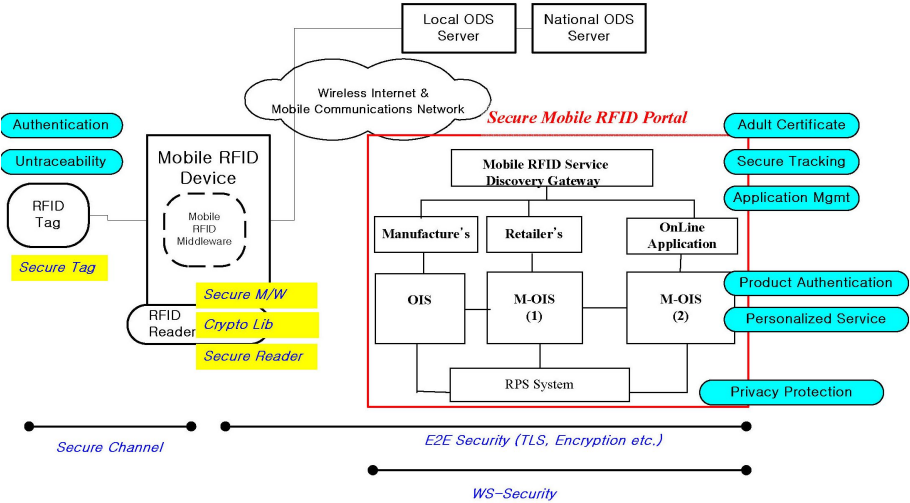 Local ODS
Server
National ODS
Server
Wireless Internet &
Mobile Communications Network
Secure Mobile RFID Portal
Authentication
Untraceability
RFID
Tag
Secure Tag
Mobile RFID
Device
Mobile
RFID
Middleware
RFID
Reader
Secure M/W
Crypto Lib
Secure Reader
Mobile RFID Service
Discovery Gateway
Manufacture's
Retailer's
OnLine
Application
OIS
M-OIS
(1)
M-OIS
(2)
RPS System
Adult Certificate
Secure Tracking
Application Mgmt
Product Authentication
Personalized Service
Privacy Protection
Secure Channel
E2E Security (TLS, Encryption etc.)
WS-Security